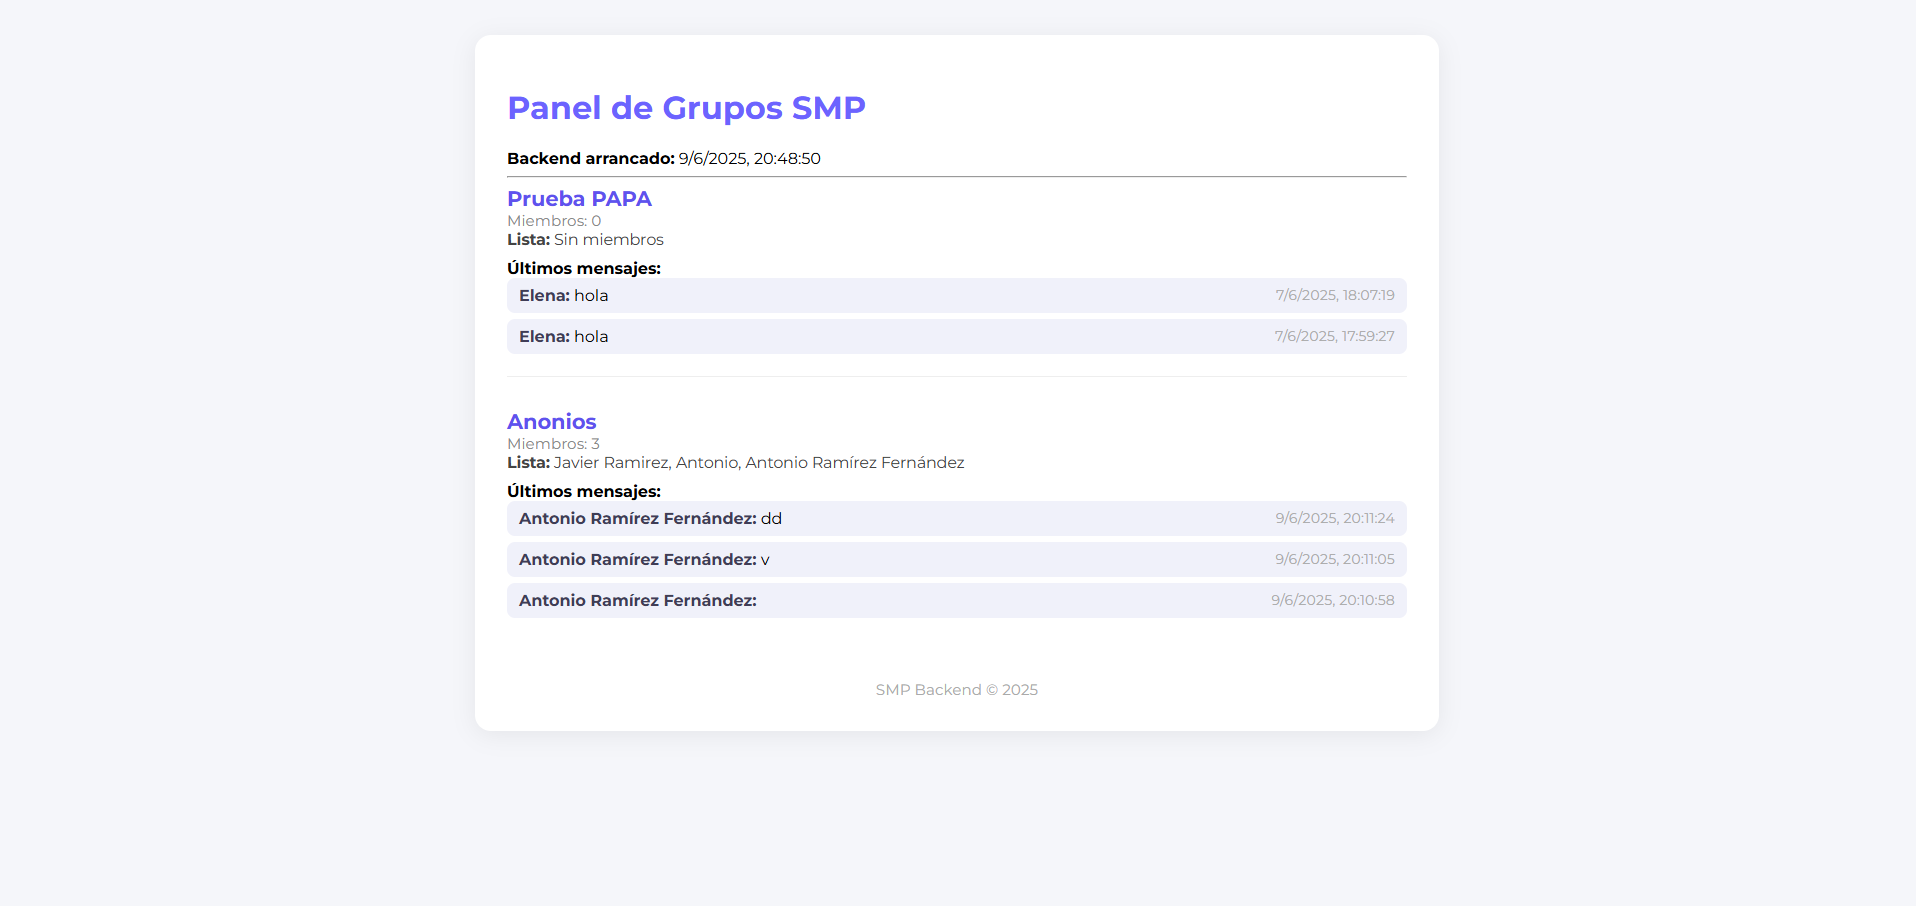 Panel de Grupos SMP
Backend arrancado: 9/6/2025, 20:48:50
Prueba PAPA
Miembros: 0
Lista: Sin miembros
Últimos mensajes:
Elena: hola 7/6/2025, 18:07:19
Elena: hola 7/6/2025, 17:59:27
Anonios
Miembros: 3
Lista: Javier Ramirez, Antonio, Antonio Ramírez Fernández
Últimos mensajes:
Antonio Ramírez Fernández: dd 9/6/2025, 20:11:24
Antonio Ramírez Fernández: v 9/6/2025, 20:11:05
Antonio Ramírez Fernández: 9/6/2025, 20:10:58
SMP Backend © 2025